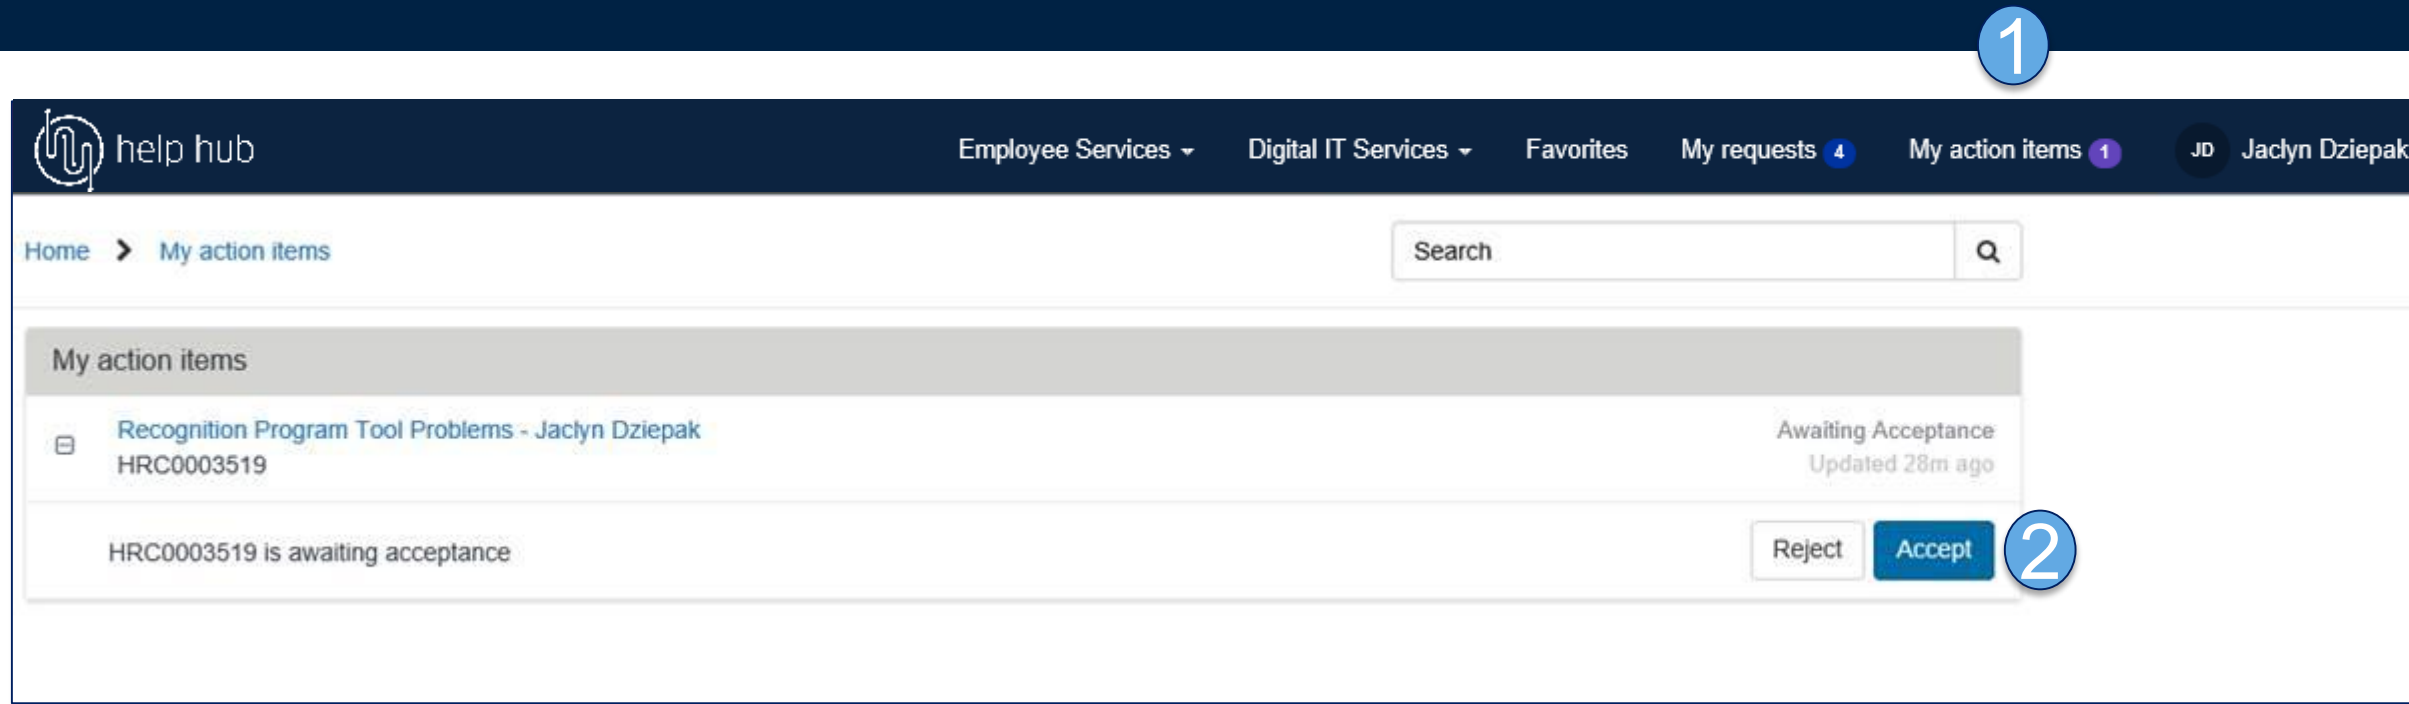 1
help hub
Employee Services
Digital IT Services
Favorites
My requests 4
My action items 1
JD Jaclyn Dziepak
Home > My action items
Search
My action items
Recognition Program Tool Problems - Jaclyn Dziepak
Awaiting Acceptance
HRC0003519
Updated 28m ago
HRC0003519 is awaiting acceptance
Reject
Accept
2